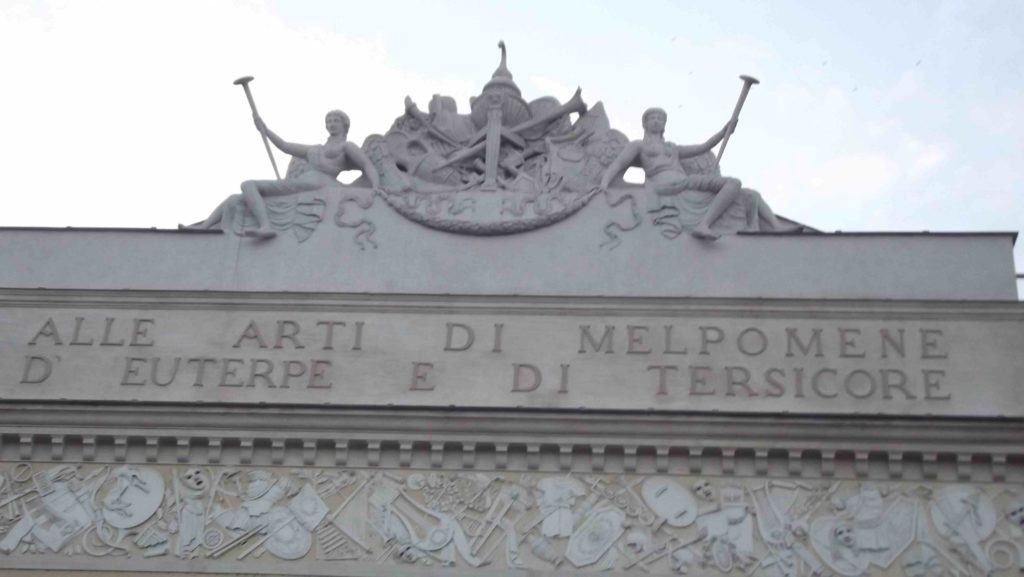 ALLE ARTI DI MELPOMENE
D' EUTERPE E DI TERSICORE